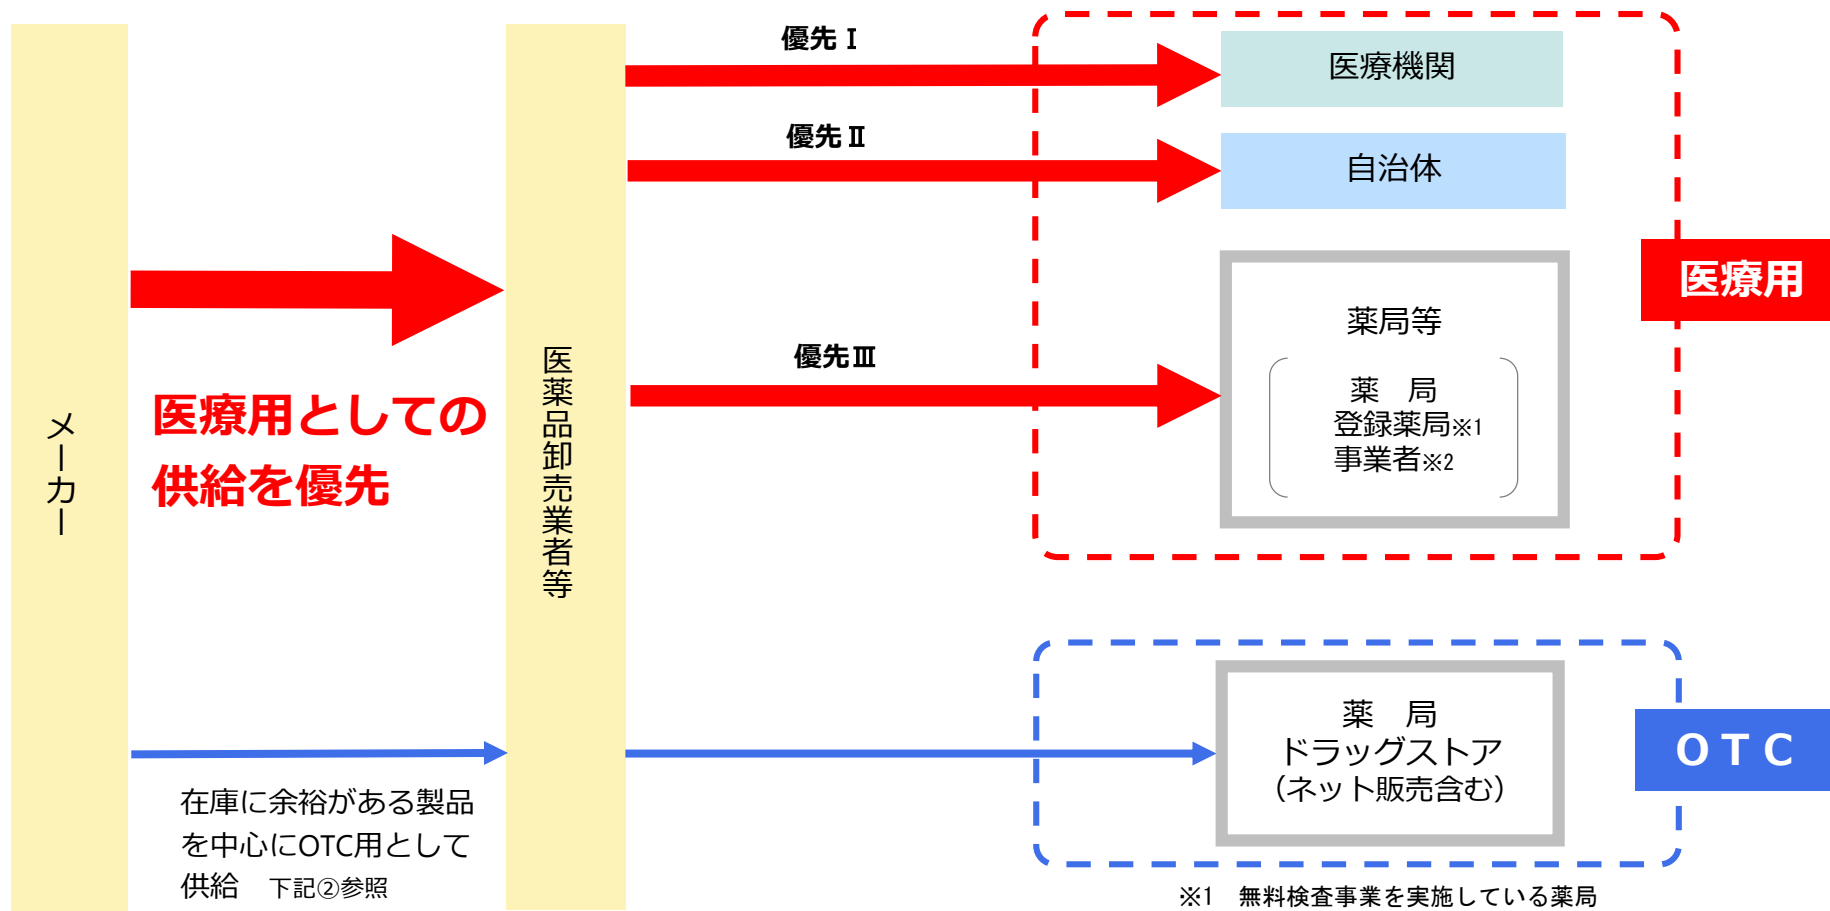 メーカー
医療用としての
供給を優先
在庫に余裕がある製品
を中心にOTC用として
供給　下記②参照
医薬品卸売業者等
優先Ⅰ
優先Ⅱ
優先Ⅲ
医療機関
自治体
薬局等
薬　局
登録薬局※1
事業者※2
医療用
薬　局
ドラッグストア
（ネット販売含む）
ＯＴＣ
※1　無料検査事業を実施している薬局